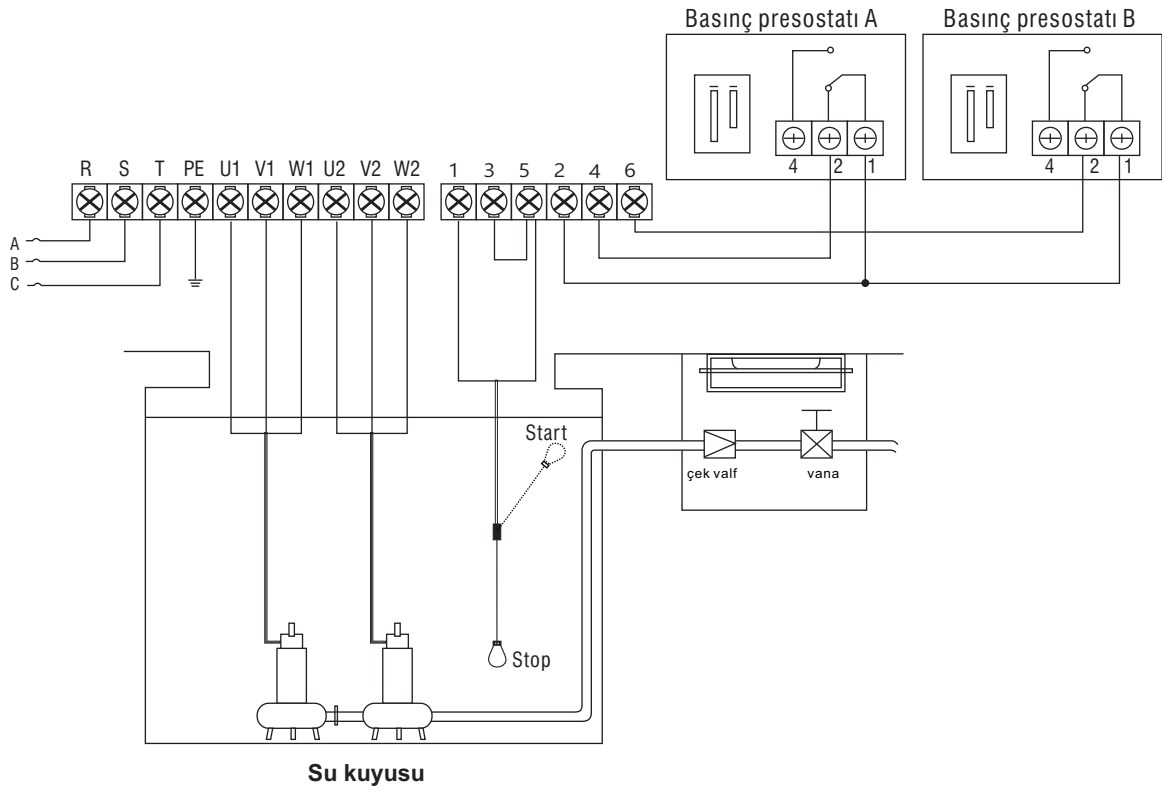 Basınç presostatı A
Basınç presostatı B
4 2 1
4 2 1
R S T PE U1 V1 W1 U2 V2 W2
1 3 5 2 4 6
A
B
C
Start
çek valf
vana
Stop
Su kuyusu